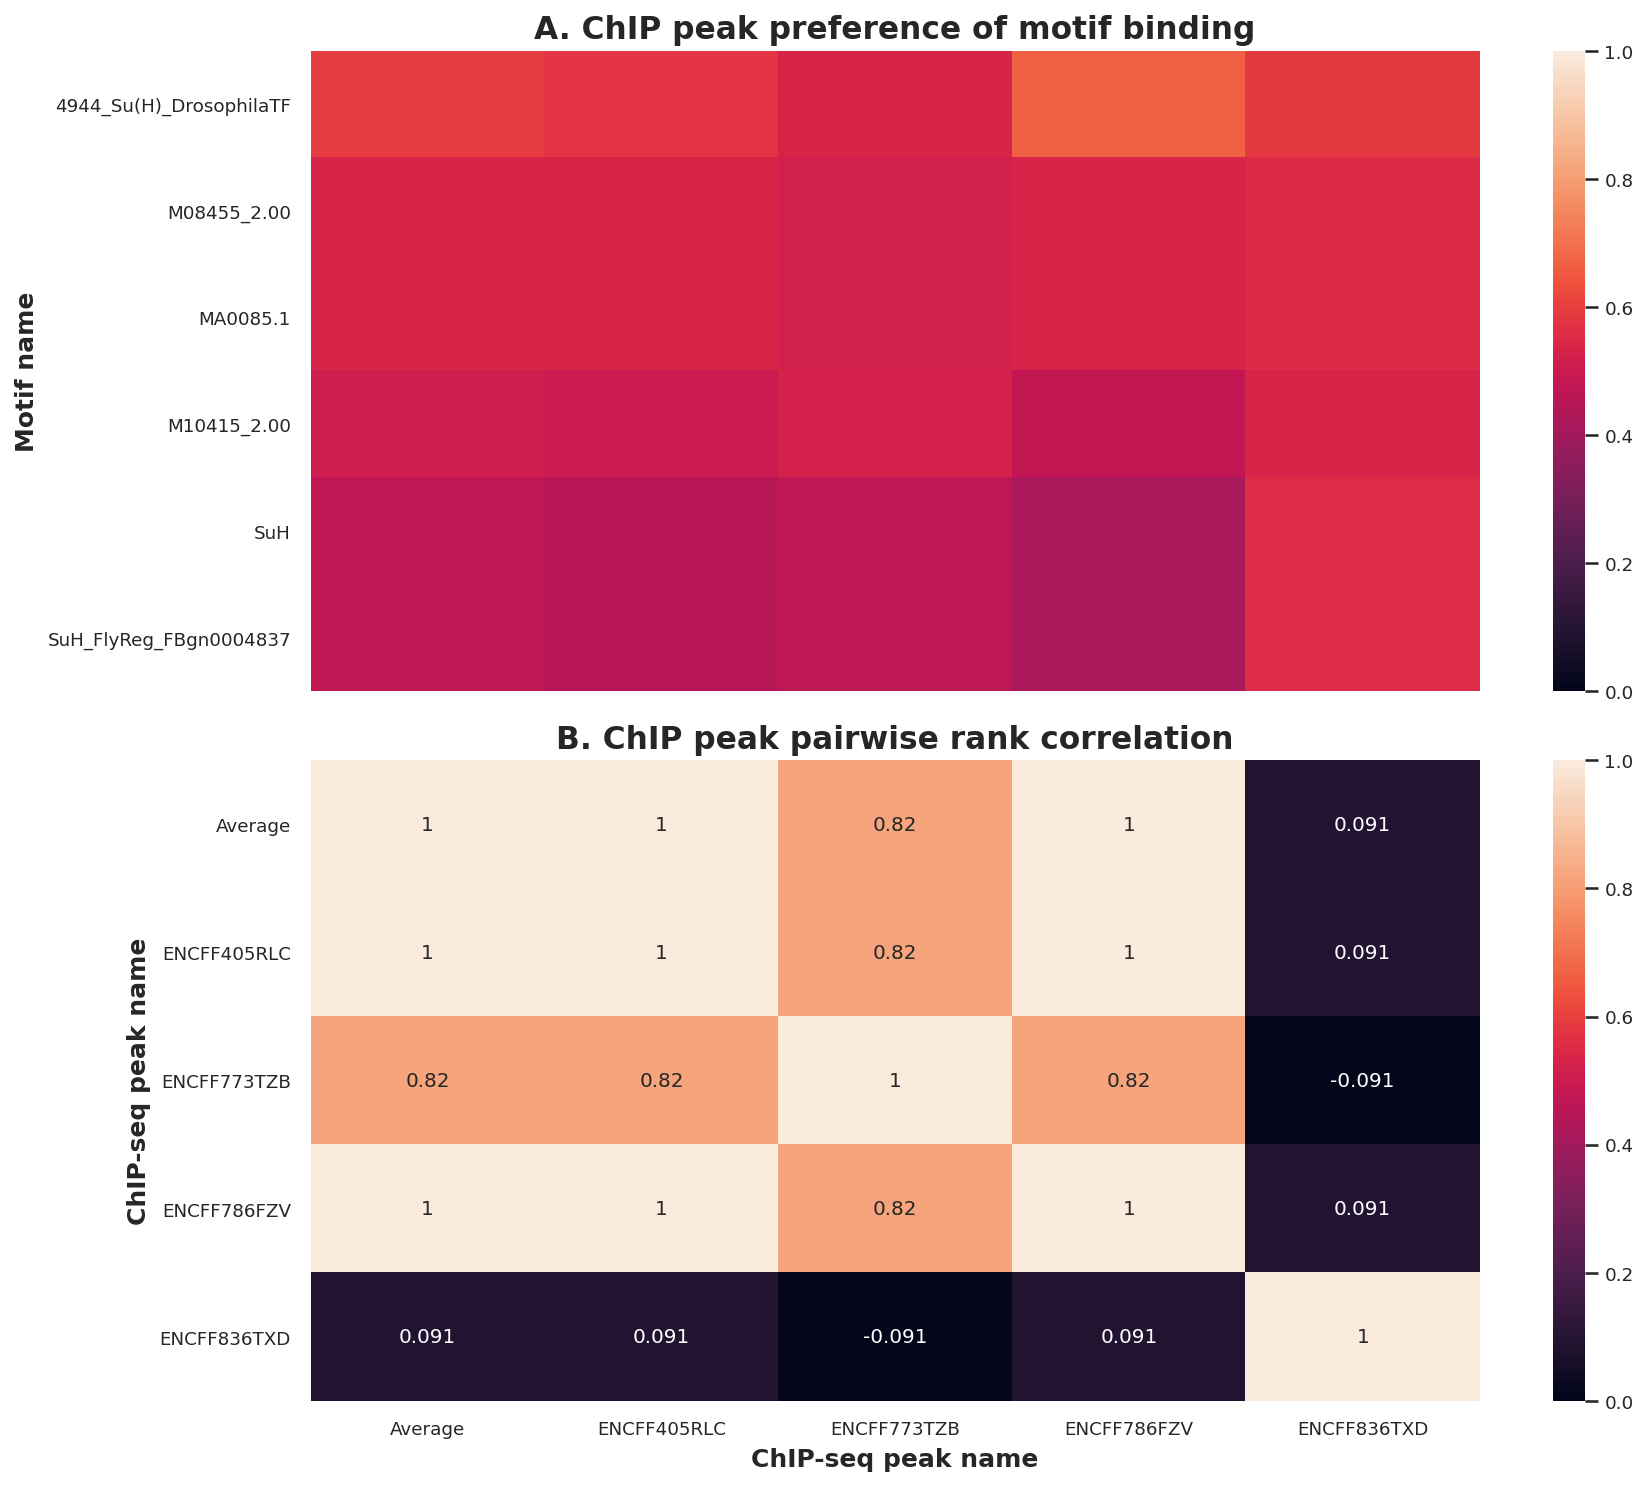 A. ChIP peak preference of motif binding
Motif name
4944_Su(H)_DrosophilaTF
M08455_2.00
MA0085.1
M10415_2.00
SuH
SuH_FlyReg_FBgn0004837
1.0
0.8
0.6
0.4
0.2
0.0
B. ChIP peak pairwise rank correlation
ChIP-seq peak name
Average 1 1 0.82 1 0.091
ENCFF405RLC 1 1 0.82 1 0.091
ENCFF773TZB 0.82 0.82 1 0.82 -0.091
ENCFF786FZV 1 1 0.82 1 0.091
ENCFF836TXD 0.091 0.091 -0.091 0.091 1
Average ENCFF405RLC ENCFF773TZB ENCFF786FZV ENCFF836TXD
ChIP-seq peak name
1.0
0.8
0.6
0.4
0.2
0.0